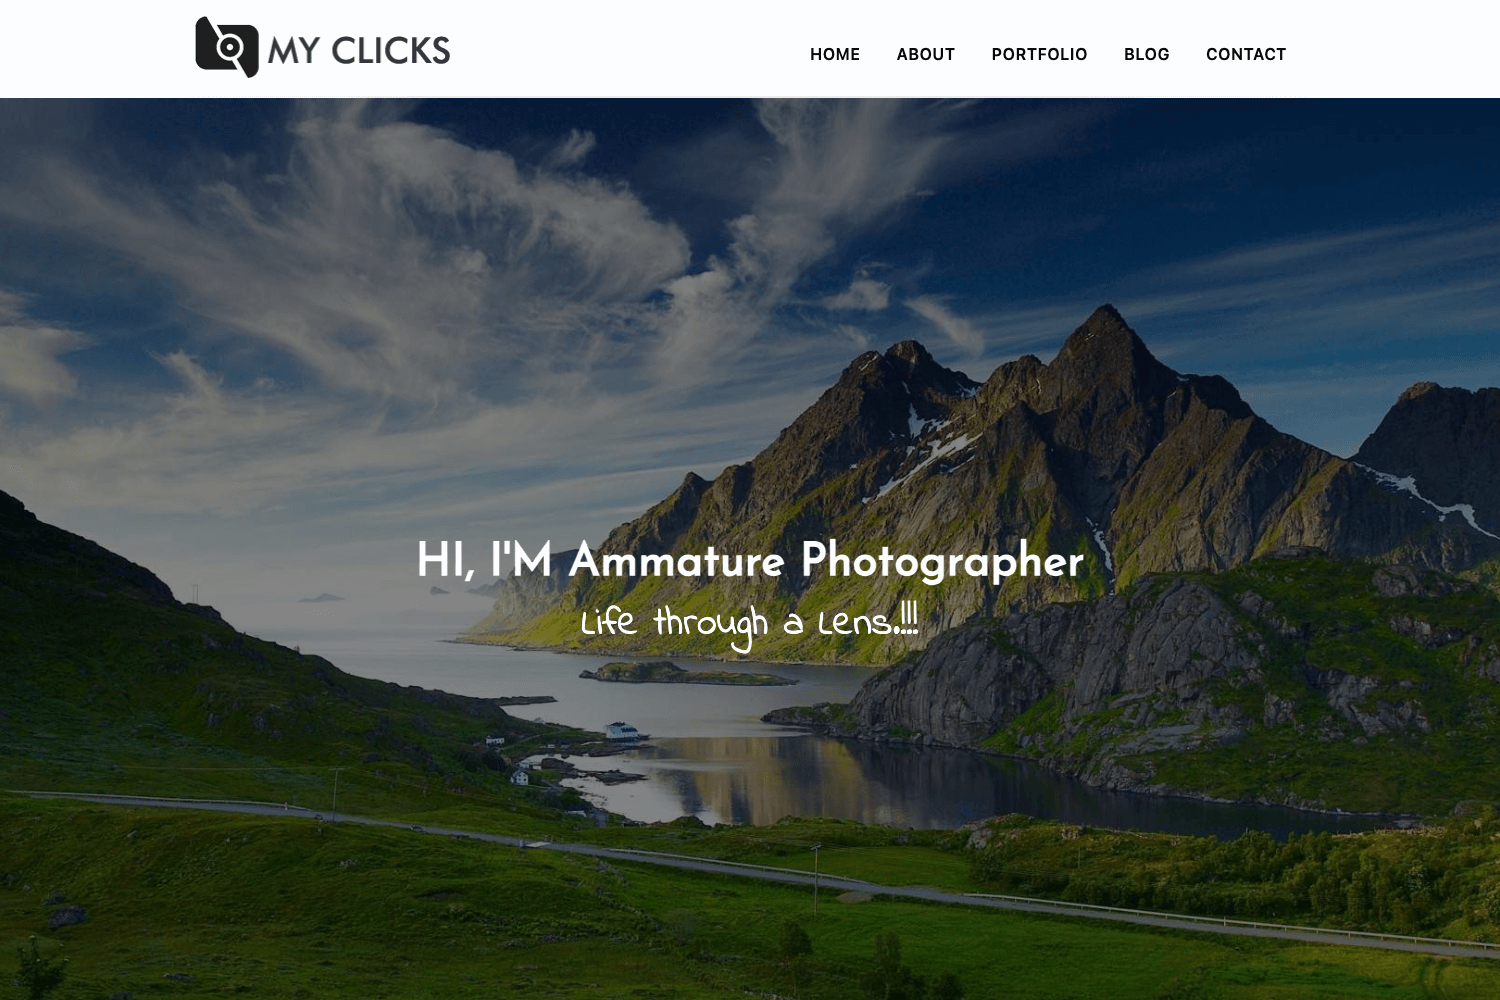 MY CLICKS
HOME ABOUT PORTFOLIO BLOG CONTACT
HI, I'M Ammature Photographer
Life through a Lens.!!!